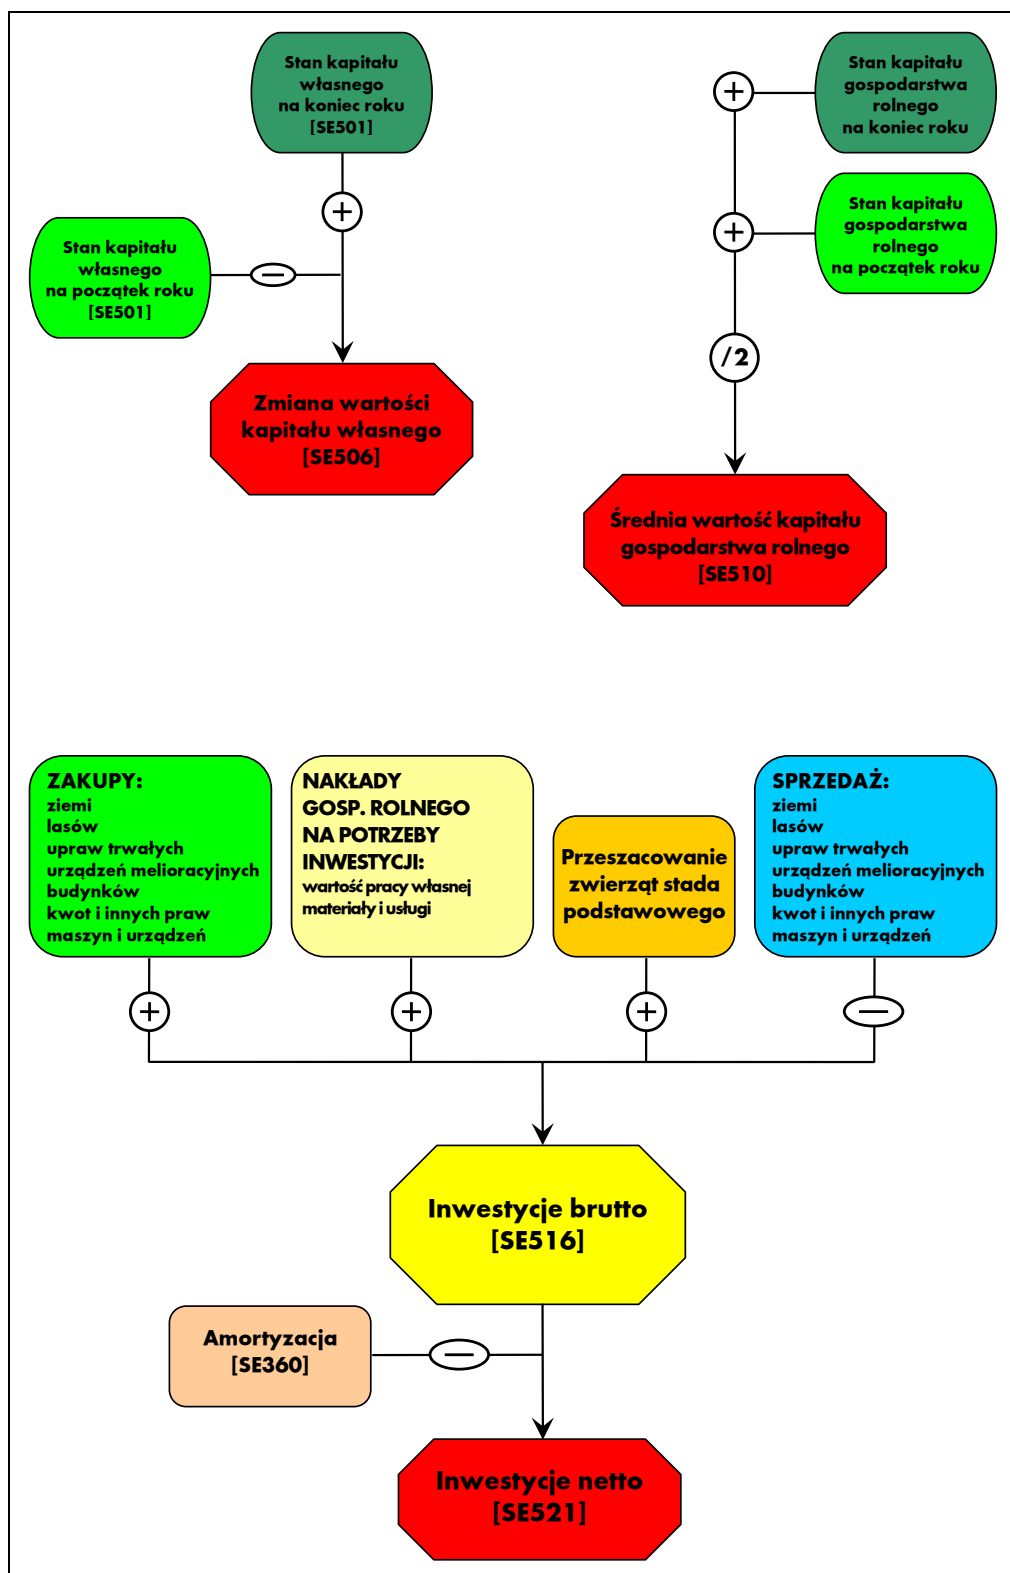 Stan kapitału
własnego
na koniec roku
[SE501]
+
Stan kapitału
własnego
na początek roku
[SE501]
−
Zmiana wartości
kapitału własnego
[SE506]
Stan kapitału
gospodarstwa
rolnego
na koniec roku
+
Stan kapitału
gospodarstwa
rolnego
na początek roku
+
/2
Średnia wartość kapitału
gospodarstwa rolnego
[SE510]
ZAKUPY:
ziemi
lasów
upraw trwałych
urządzeń melioracyjnych
budynków
kwot i innych praw
maszyn i urządzeń
NAKŁADY
GOSP. ROLNEGO
NA POTRZEBY
INWESTYCJI:
wartość pracy własnej
materiały i usługi
Przeszacowanie
zwierząt stada
podstawowego
SPRZEDAŻ:
ziemi
lasów
upraw trwałych
urządzeń melioracyjnych
budynków
kwot i innych praw
maszyn i urządzeń
+
+
+
−
Inwestycje brutto
[SE516]
Amortyzacja
[SE360]
−
Inwestycje netto
[SE521]